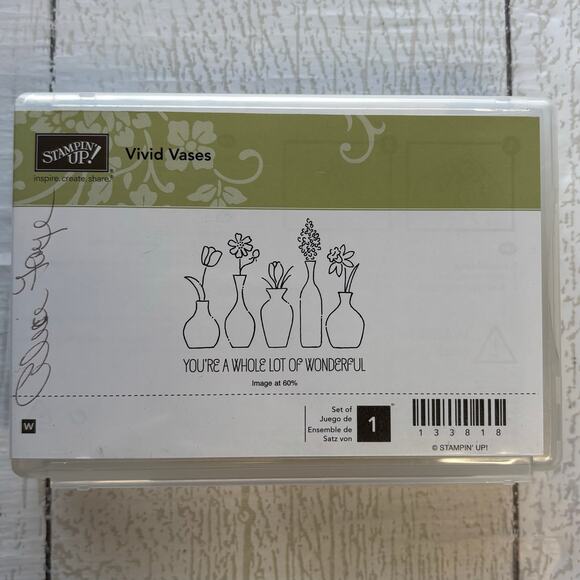 STAMPIN' UP!®
inspire. create. share.
Vivid Vases
YOU'RE A WHOLE LOT OF WONDERFUL
Image at 60%
W
Set of
Juego de
Ensemble de
Satz von
1
133818
© STAMPIN' UP!